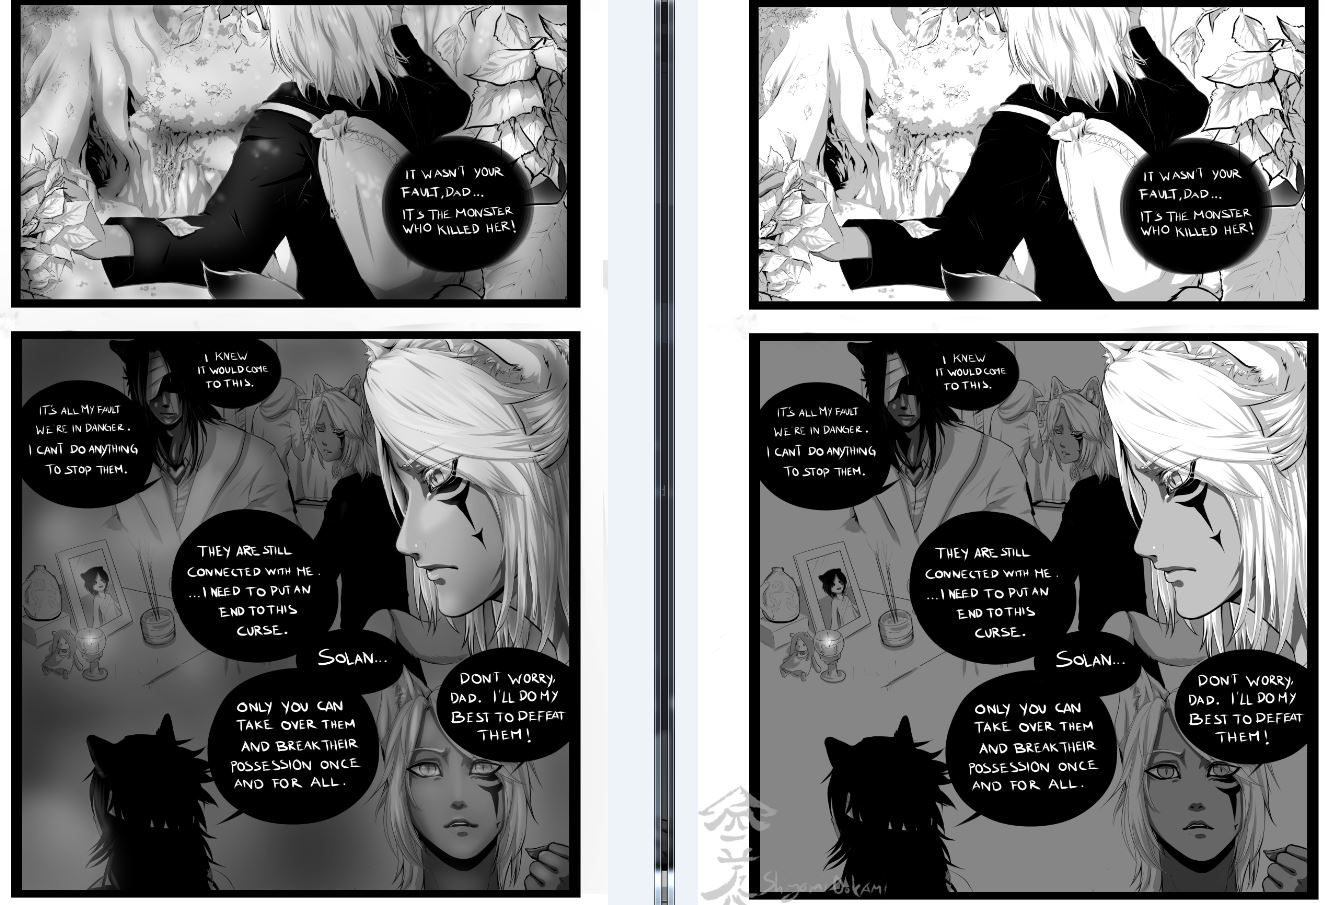 IT WASN'T YOUR
FAULT, DAD...
IT'S THE MONSTER
WHO KILLED HER!
I KNEW
IT WOULD COME
TO THIS.
IT'S ALL MY FAULT
WE'RE IN DANGER.
I CAN'T DO ANYTHING
TO STOP THEM.
THEY ARE STILL
CONNECTED WITH ME.
...I NEED TO PUT AN
END TO THIS
CURSE.
SOLAN...
ONLY YOU CAN
TAKE OVER THEM
AND BREAK THEIR
POSSESSION ONCE
AND FOR ALL.
DON'T WORRY,
DAD. I'LL DO MY
BEST TO DEFEAT
THEM!
IT WASN'T YOUR
FAULT, DAD...
IT'S THE MONSTER
WHO KILLED HER!
I KNEW
IT WOULD COME
TO THIS.
IT'S ALL MY FAULT
WE'RE IN DANGER.
I CAN'T DO ANYTHING
TO STOP THEM.
THEY ARE STILL
CONNECTED WITH ME.
...I NEED TO PUT AN
END TO THIS
CURSE.
SOLAN...
ONLY YOU CAN
TAKE OVER THEM
AND BREAK THEIR
POSSESSION ONCE
AND FOR ALL.
DON'T WORRY,
DAD. I'LL DO MY
BEST TO DEFEAT
THEM!